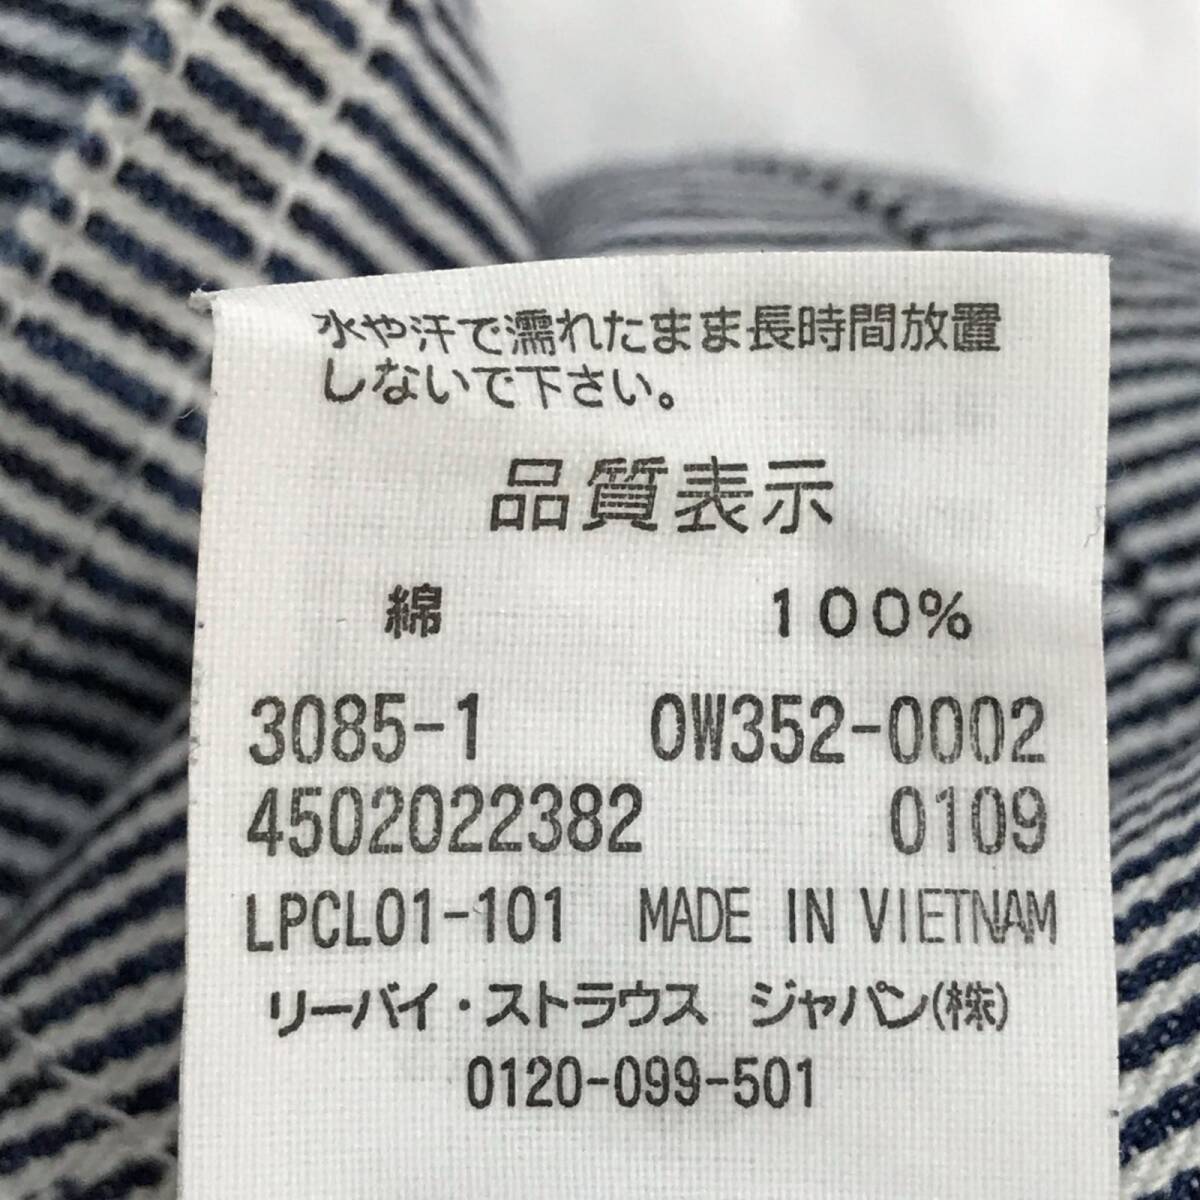 水や汗で濡れたまま長時間放置
しないで下さい。
品質表示
綿 100%
3085-1 0W352-0002
4502022382 0109
LPCL01-101 MADE IN VIETNAM
リーバイ・ストラウス ジャパン(株)
0120-099-501